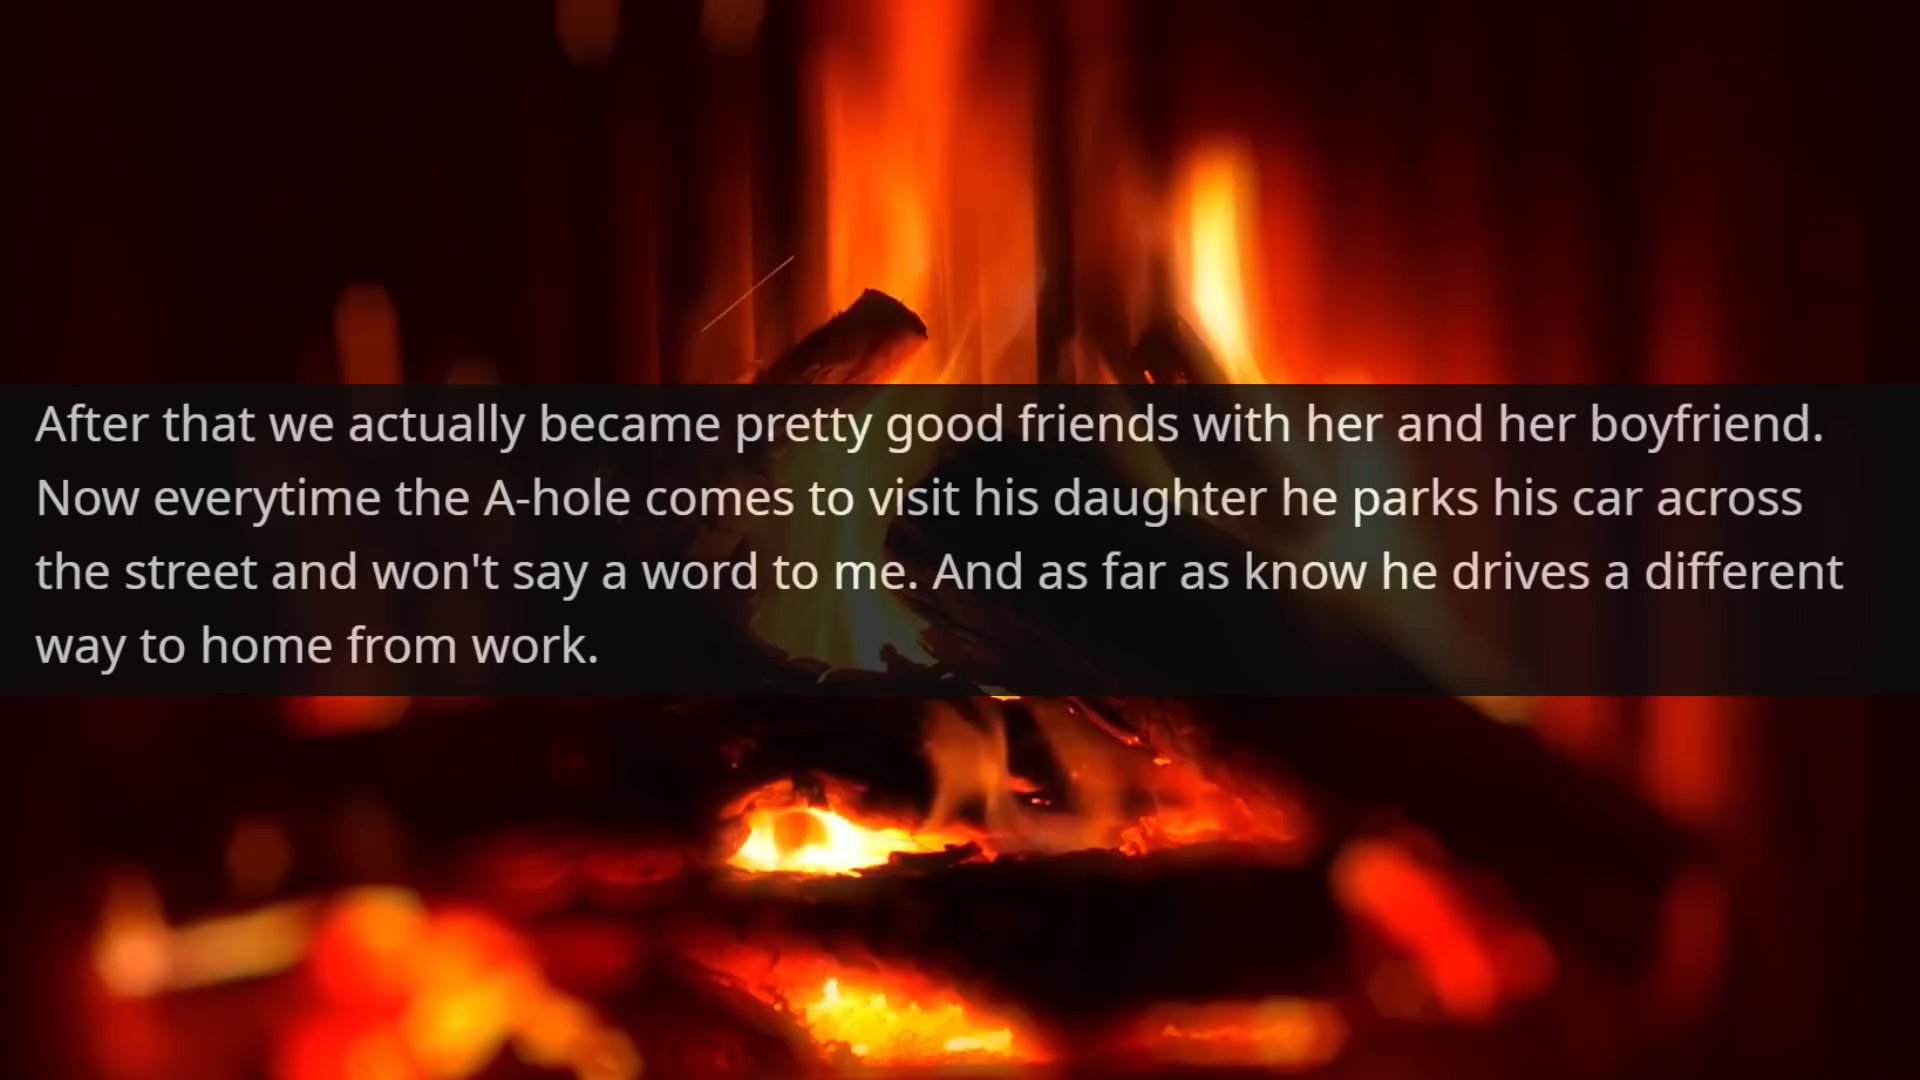 After that we actually became pretty good friends with her and her boyfriend.
Now everytime the A-hole comes to visit his daughter he parks his car across
the street and won't say a word to me. And as far as know he drives a different
way to home from work.